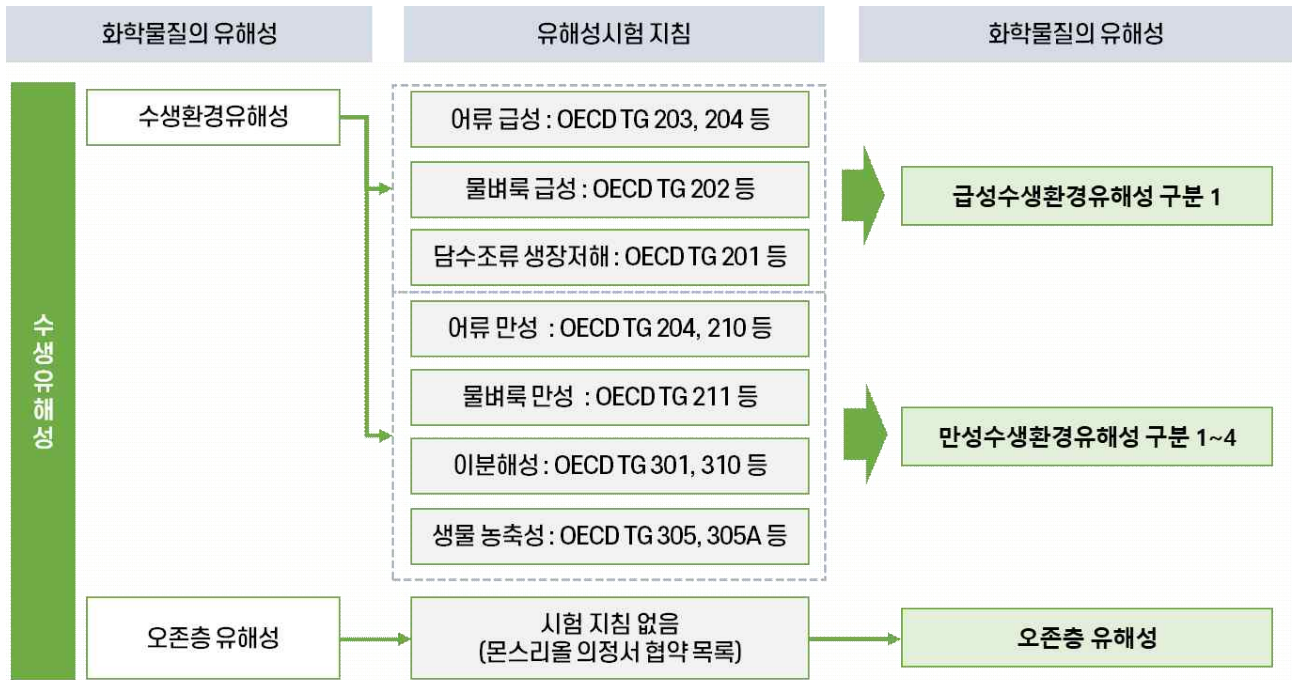 화학물질의 유해성
유해성시험 지침
화학물질의 유해성
수생유해성
수생환경유해성
어류 급성 : OECD TG 203, 204 등
물벼룩 급성 : OECD TG 202 등
담수조류 생장저해 : OECD TG 201 등
급성수생환경유해성 구분 1
어류 만성 : OECD TG 204, 210 등
물벼룩 만성 : OECD TG 211 등
이분해성 : OECD TG 301, 310 등
생물 농축성 : OECD TG 305, 305A 등
만성수생환경유해성 구분 1~4
오존층 유해성
시험 지침 없음
(몬스리올 의정서 협약 목록)
오존층 유해성